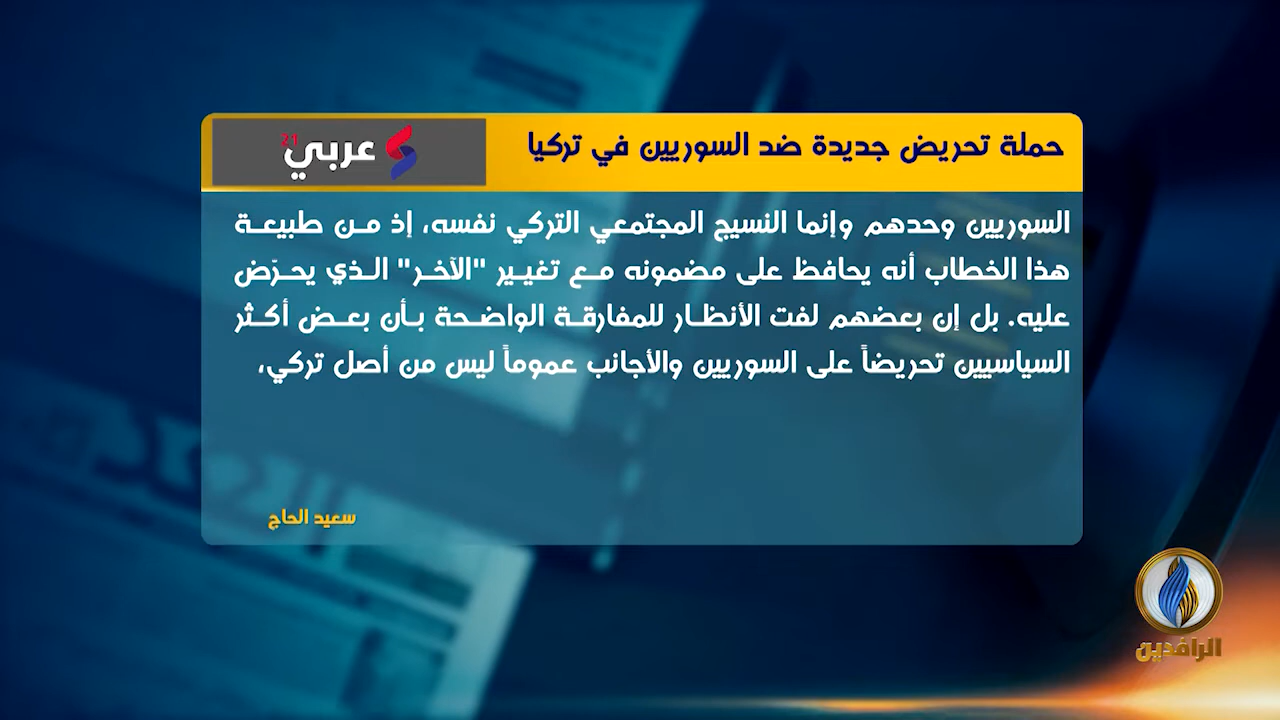 حملة تحريض جديدة ضد السوريين في تركيا
عربي 21
السوريين وحدهم وإنما النسيج المجتمعي التركي نفسه، إذ من طبيعة
هذا الخطاب أنه يحافظ على مضمونه مع تغيير "الآخر" الذي يحرّض
عليه. بل إن بعضهم لفت الأنظار للمفارقة الواضحة بأن بعض أكثر
السياسيين تحريضاً على السوريين والأجانب عموماً ليس من أصل تركي،
سعيد الحاج
الرافدين